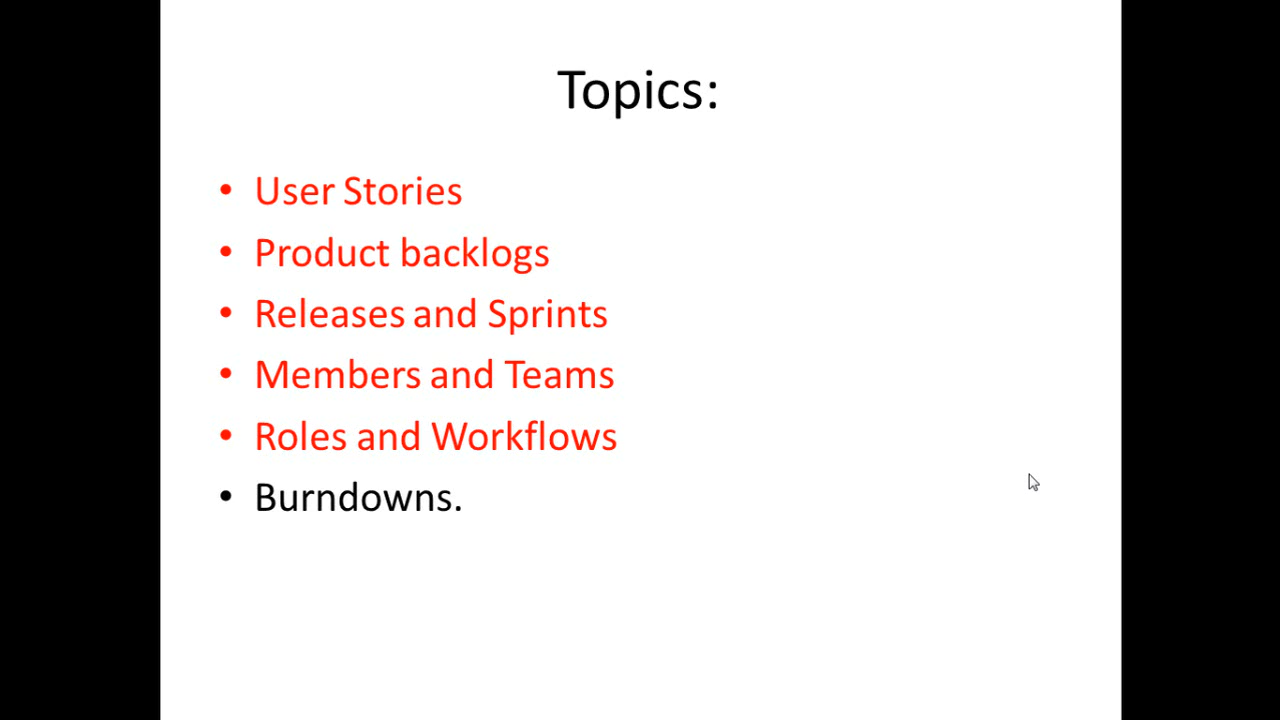 Topics:
• User Stories
• Product backlogs
• Releases and Sprints
• Members and Teams
• Roles and Workflows
• Burndowns.